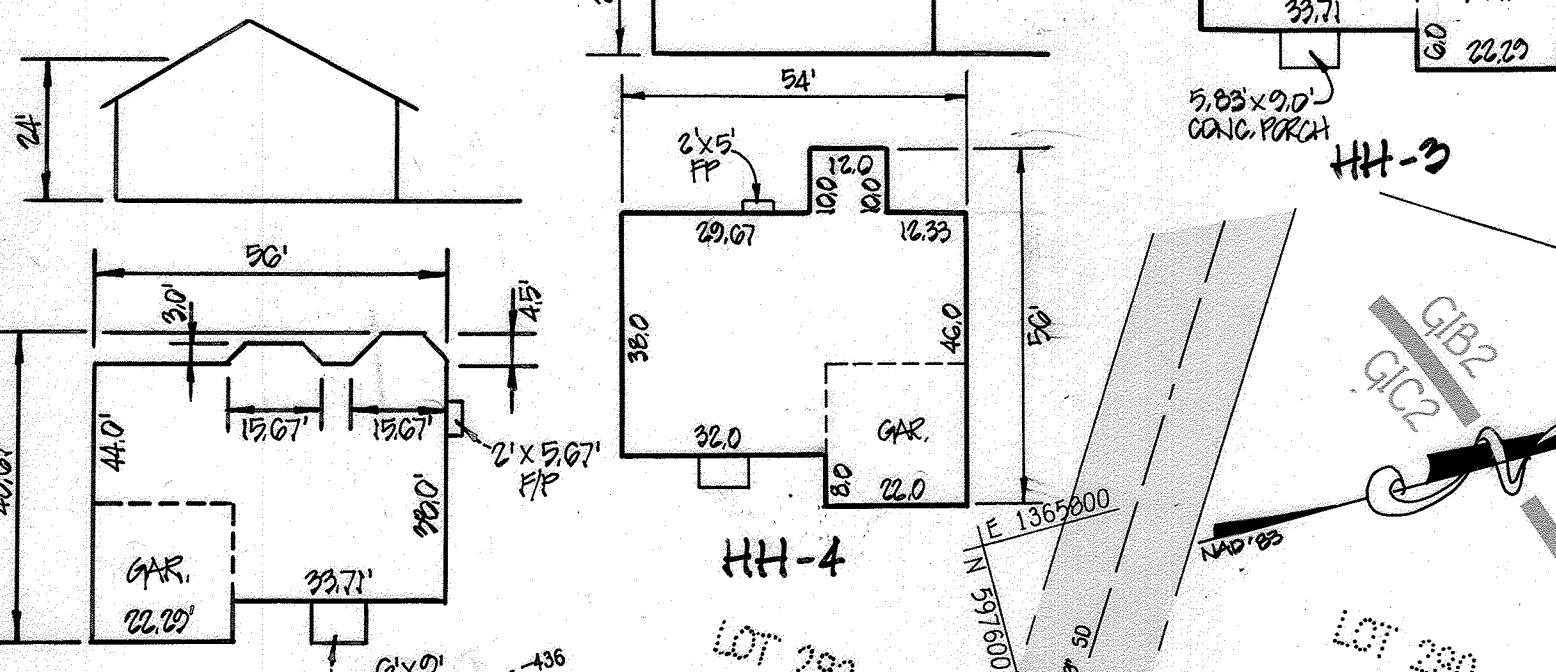 33.71
6.0
22.29
5.83'x9.0'
CONC. PORCH
HH-3
24'
54'
2'x5'
FP
12.0
10.0
10.0
29.67
12.33
38.0
46.0
56'
GAR.
32.0
8.0
22.0
HH-4
56'
3.0'
4.5'
15.67'
15.67'
44.0'
2' x 5.67'
F/P
38.0'
GAR.
33.71'
22.29'
6'x9'
436
GIB2
GIC2
NAD '83
E 1365800
N 597600
50
LOT
LOT